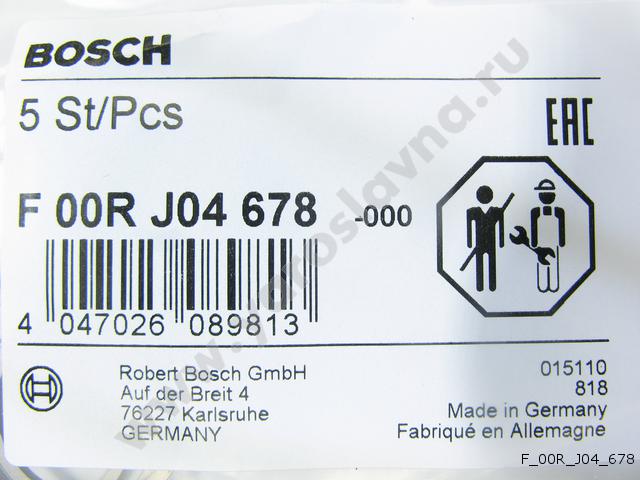 BOSCH
5 St/Pcs
EAC
F 00R J04 678 -000
4 047026 089813
Robert Bosch GmbH
Auf der Breit 4
76227 Karlsruhe
GERMANY
015110
818
Made in Germany
Fabriqué en Allemagne
www.yaroslavna.ru
F_00R_J04_678